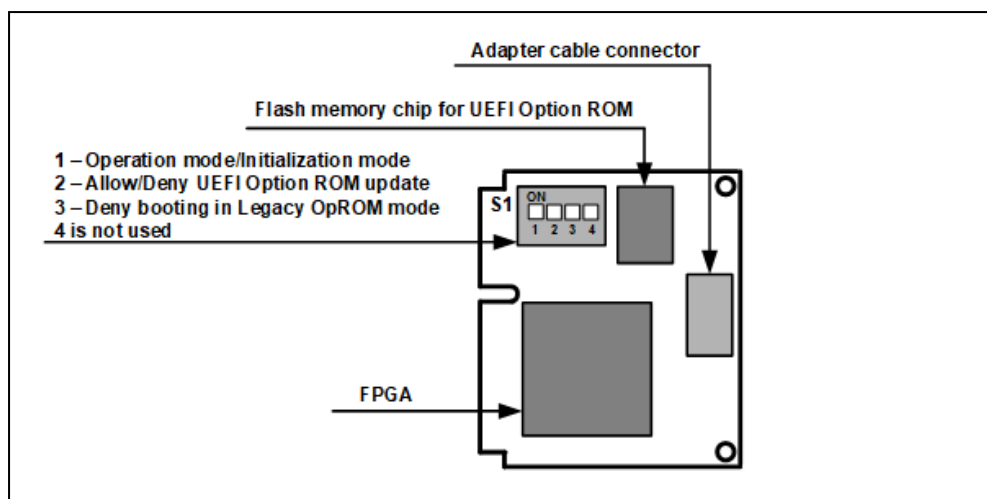 Adapter cable connector
Flash memory chip for UEFI Option ROM
1 – Operation mode/Initialization mode
2 – Allow/Deny UEFI Option ROM update
3 – Deny booting in Legacy OpROM mode
4 is not used
S1
ON
1 2 3 4
FPGA